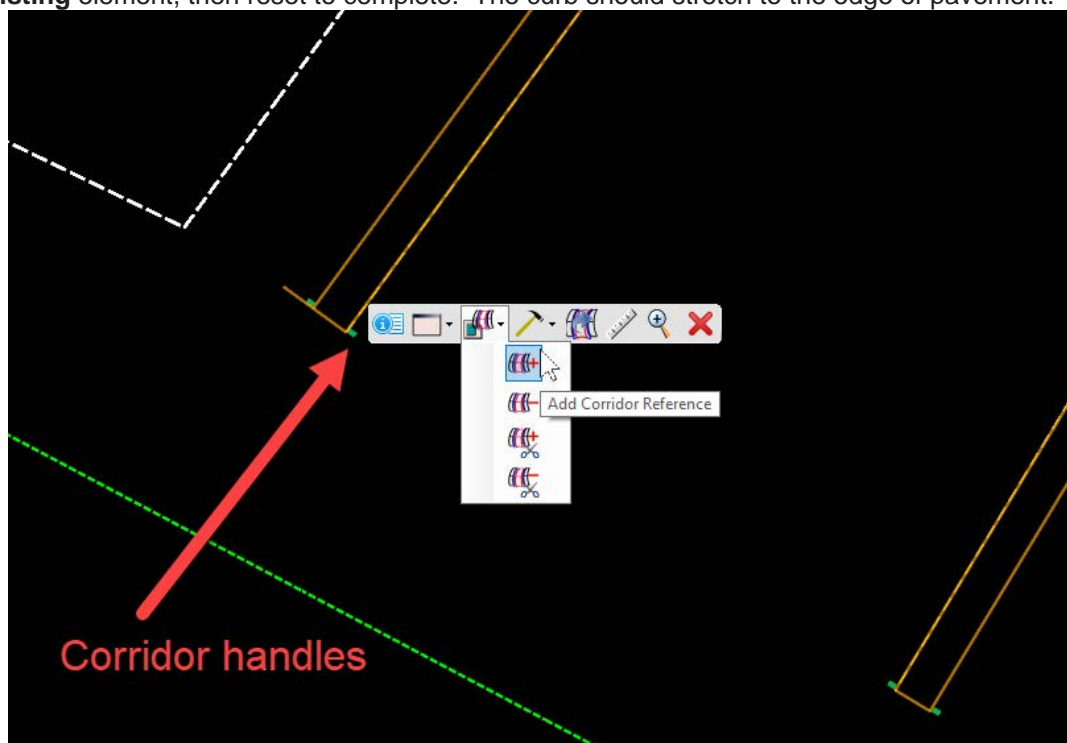 listing element, then reset to complete. The curb should stretch to the edge of pavement.
Add Corridor Reference
Corridor handles